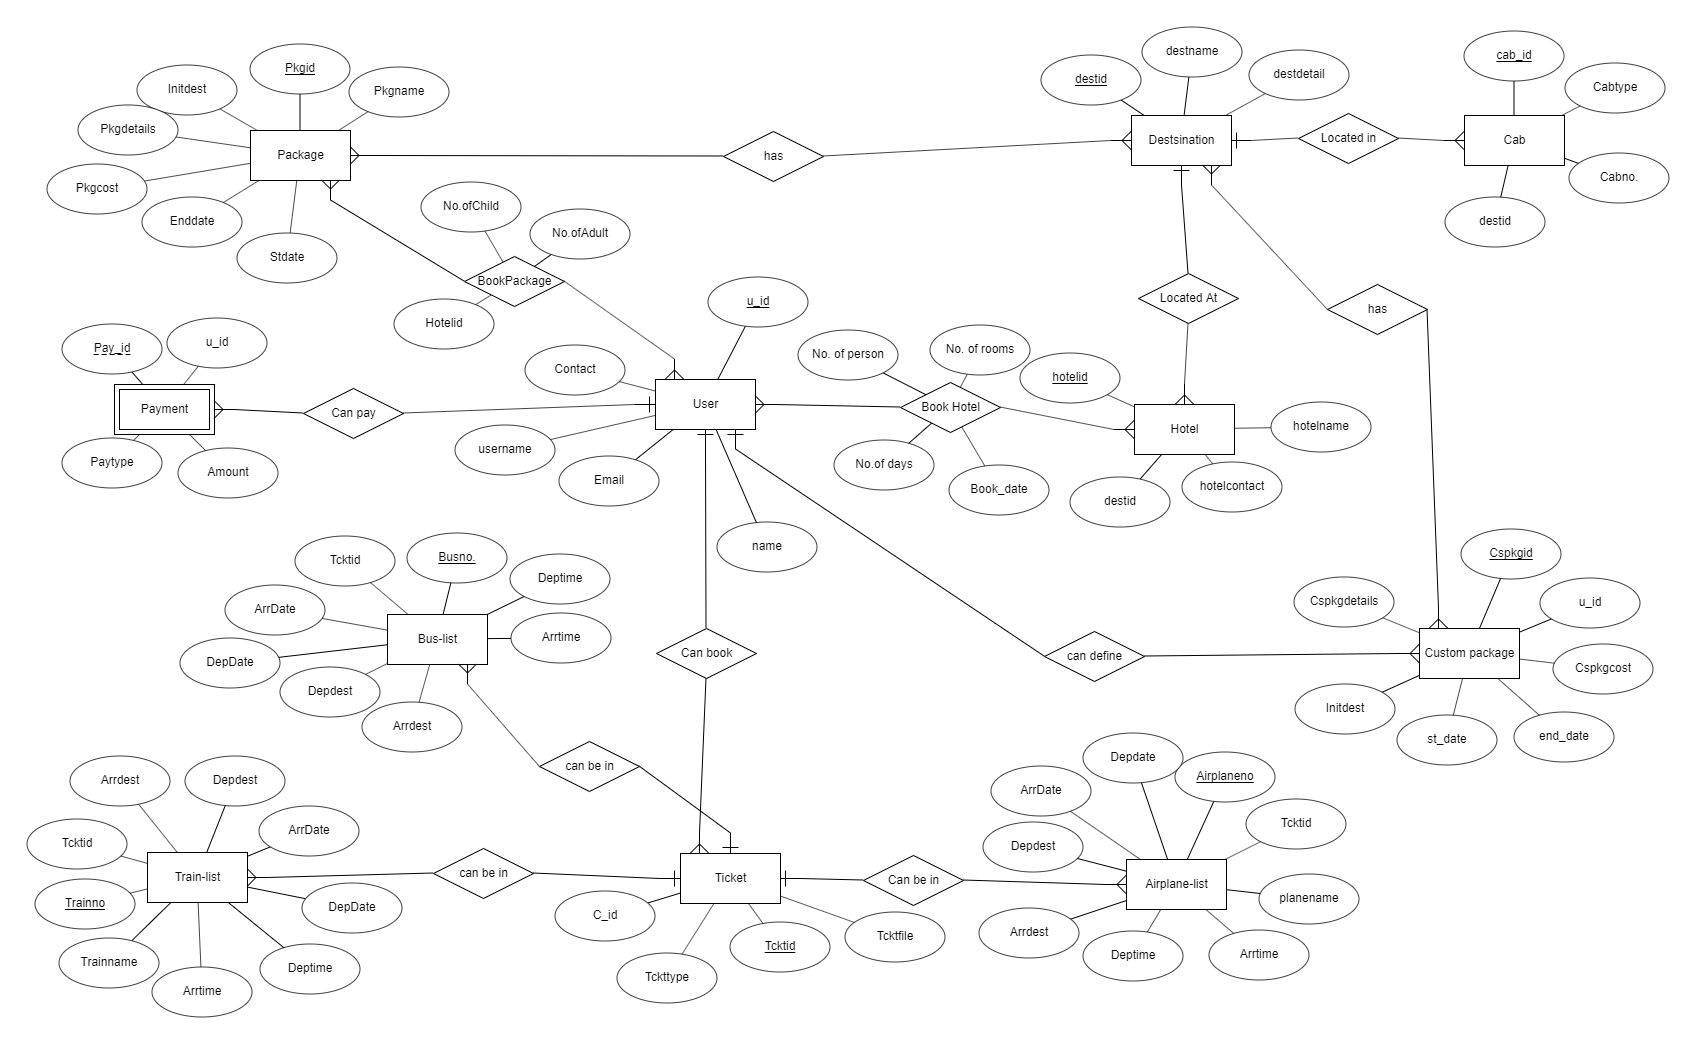 Pkgid
Initdest
Pkgname
Pkgdetails
Package
Pkgcost
Enddate
Stdate
has
destname
destid
destdetail
Destsination
Located in
cab_id
Cabtype
Cab
Cabno.
destid
No.ofChild
No.ofAdult
BookPackage
Hotelid
u_id
Located At
has
Pay_id
u_id
Payment
Can pay
Paytype
Amount
Contact
User
username
Email
name
No. of person
No. of rooms
Book Hotel
No.of days
Book_date
hotelid
Hotel
hotelname
hotelcontact
destid
Tcktid
Busno.
Deptime
ArrDate
Bus-list
Arrtime
DepDate
Depdest
Arrdest
Can book
can define
Cspkgid
Cspkgdetails
u_id
Custom package
Cspkgcost
Initdest
st_date
end_date
can be in
Arrdest
Depdest
ArrDate
Tcktid
Train-list
Trainno
DepDate
Trainname
Deptime
Arrtime
can be in
Ticket
C_id
Tckttype
Tcktid
Tcktfile
Can be in
Depdate
Airplaneno
ArrDate
Tcktid
Depdest
Airplane-list
planename
Arrdest
Deptime
Arrtime